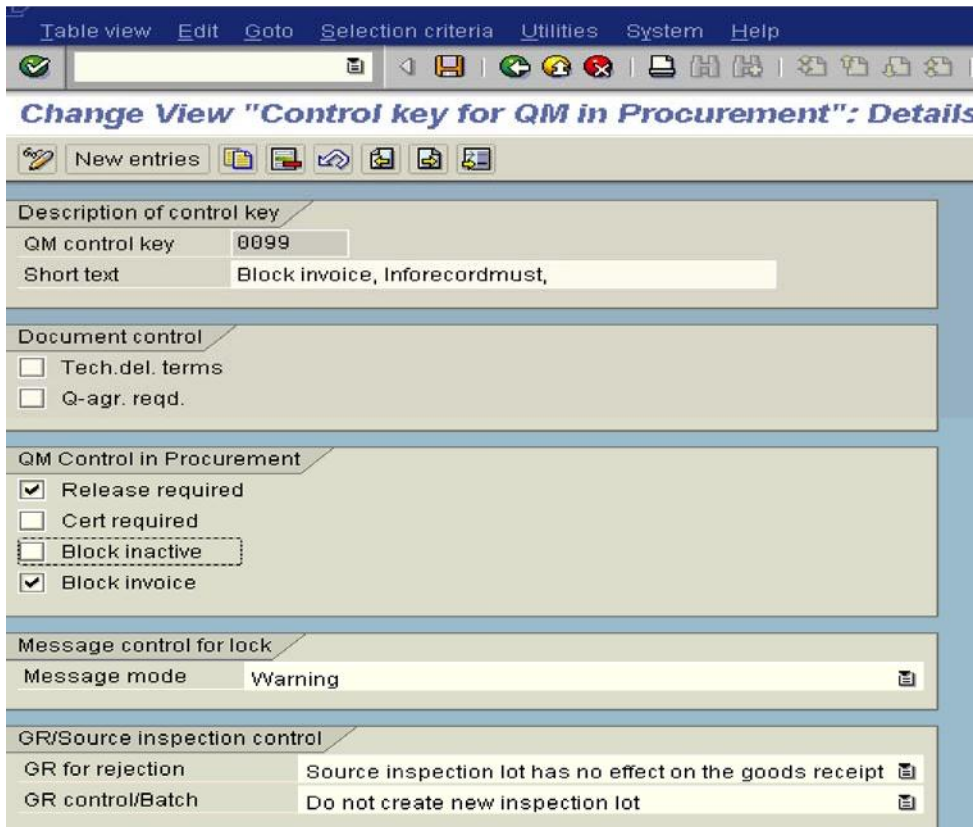 Table view Edit Goto Selection criteria Utilities System Help
Change View "Control key for QM in Procurement": Details
New entries
Description of control key
QM control key 0099
Short text Block invoice, Inforecordmust,
Document control
Tech.del. terms
Q-agr. reqd.
QM Control in Procurement
Release required
Cert required
Block inactive
Block invoice
Message control for lock
Message mode Warning
GR/Source inspection control
GR for rejection Source inspection lot has no effect on the goods receipt
GR control/Batch Do not create new inspection lot